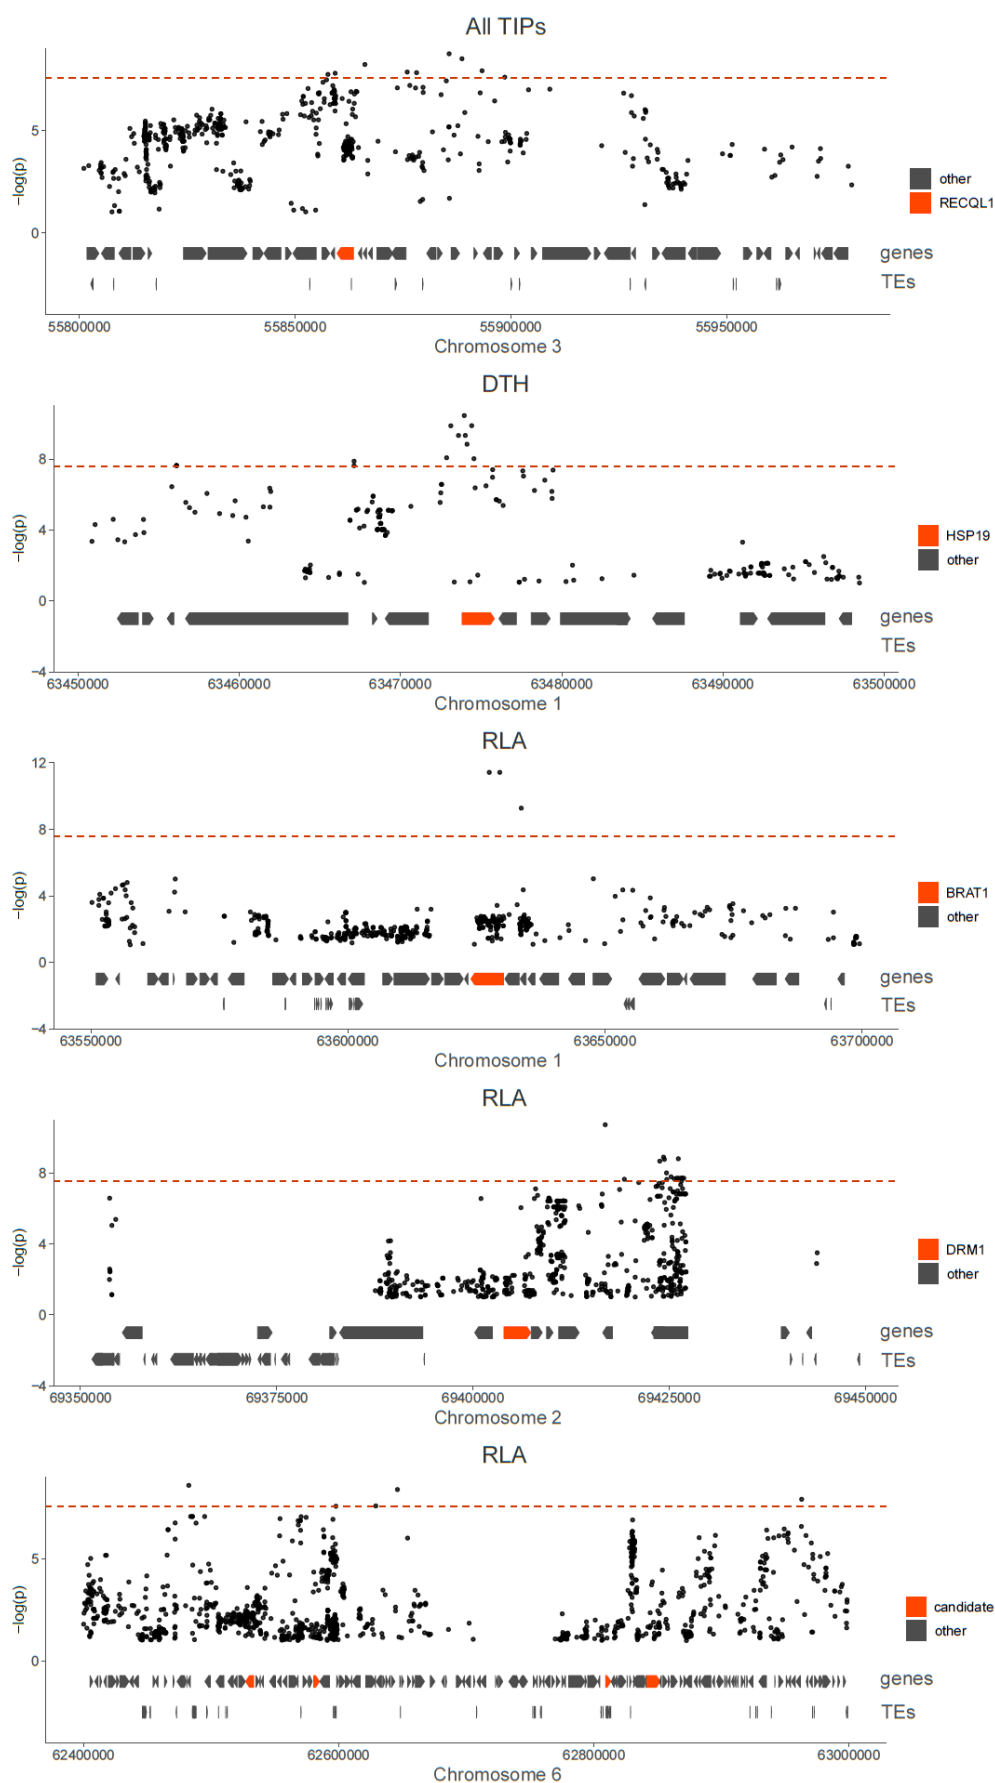 All TIPs
5
0
−log(p)
other
RECQL1
genes
TEs
55800000 55850000 55900000 55950000
Chromosome 3
DTH
8
4
0
−4
−log(p)
HSP19
other
genes
TEs
63450000 63460000 63470000 63480000 63490000 63500000
Chromosome 1
RLA
12
8
4
0
−4
−log(p)
BRAT1
other
genes
TEs
63550000 63600000 63650000 63700000
Chromosome 1
RLA
8
4
0
−4
−log(p)
DRM1
other
genes
TEs
69350000 69375000 69400000 69425000 69450000
Chromosome 2
RLA
5
0
−log(p)
candidate
other
genes
TEs
62400000 62600000 62800000 63000000
Chromosome 6